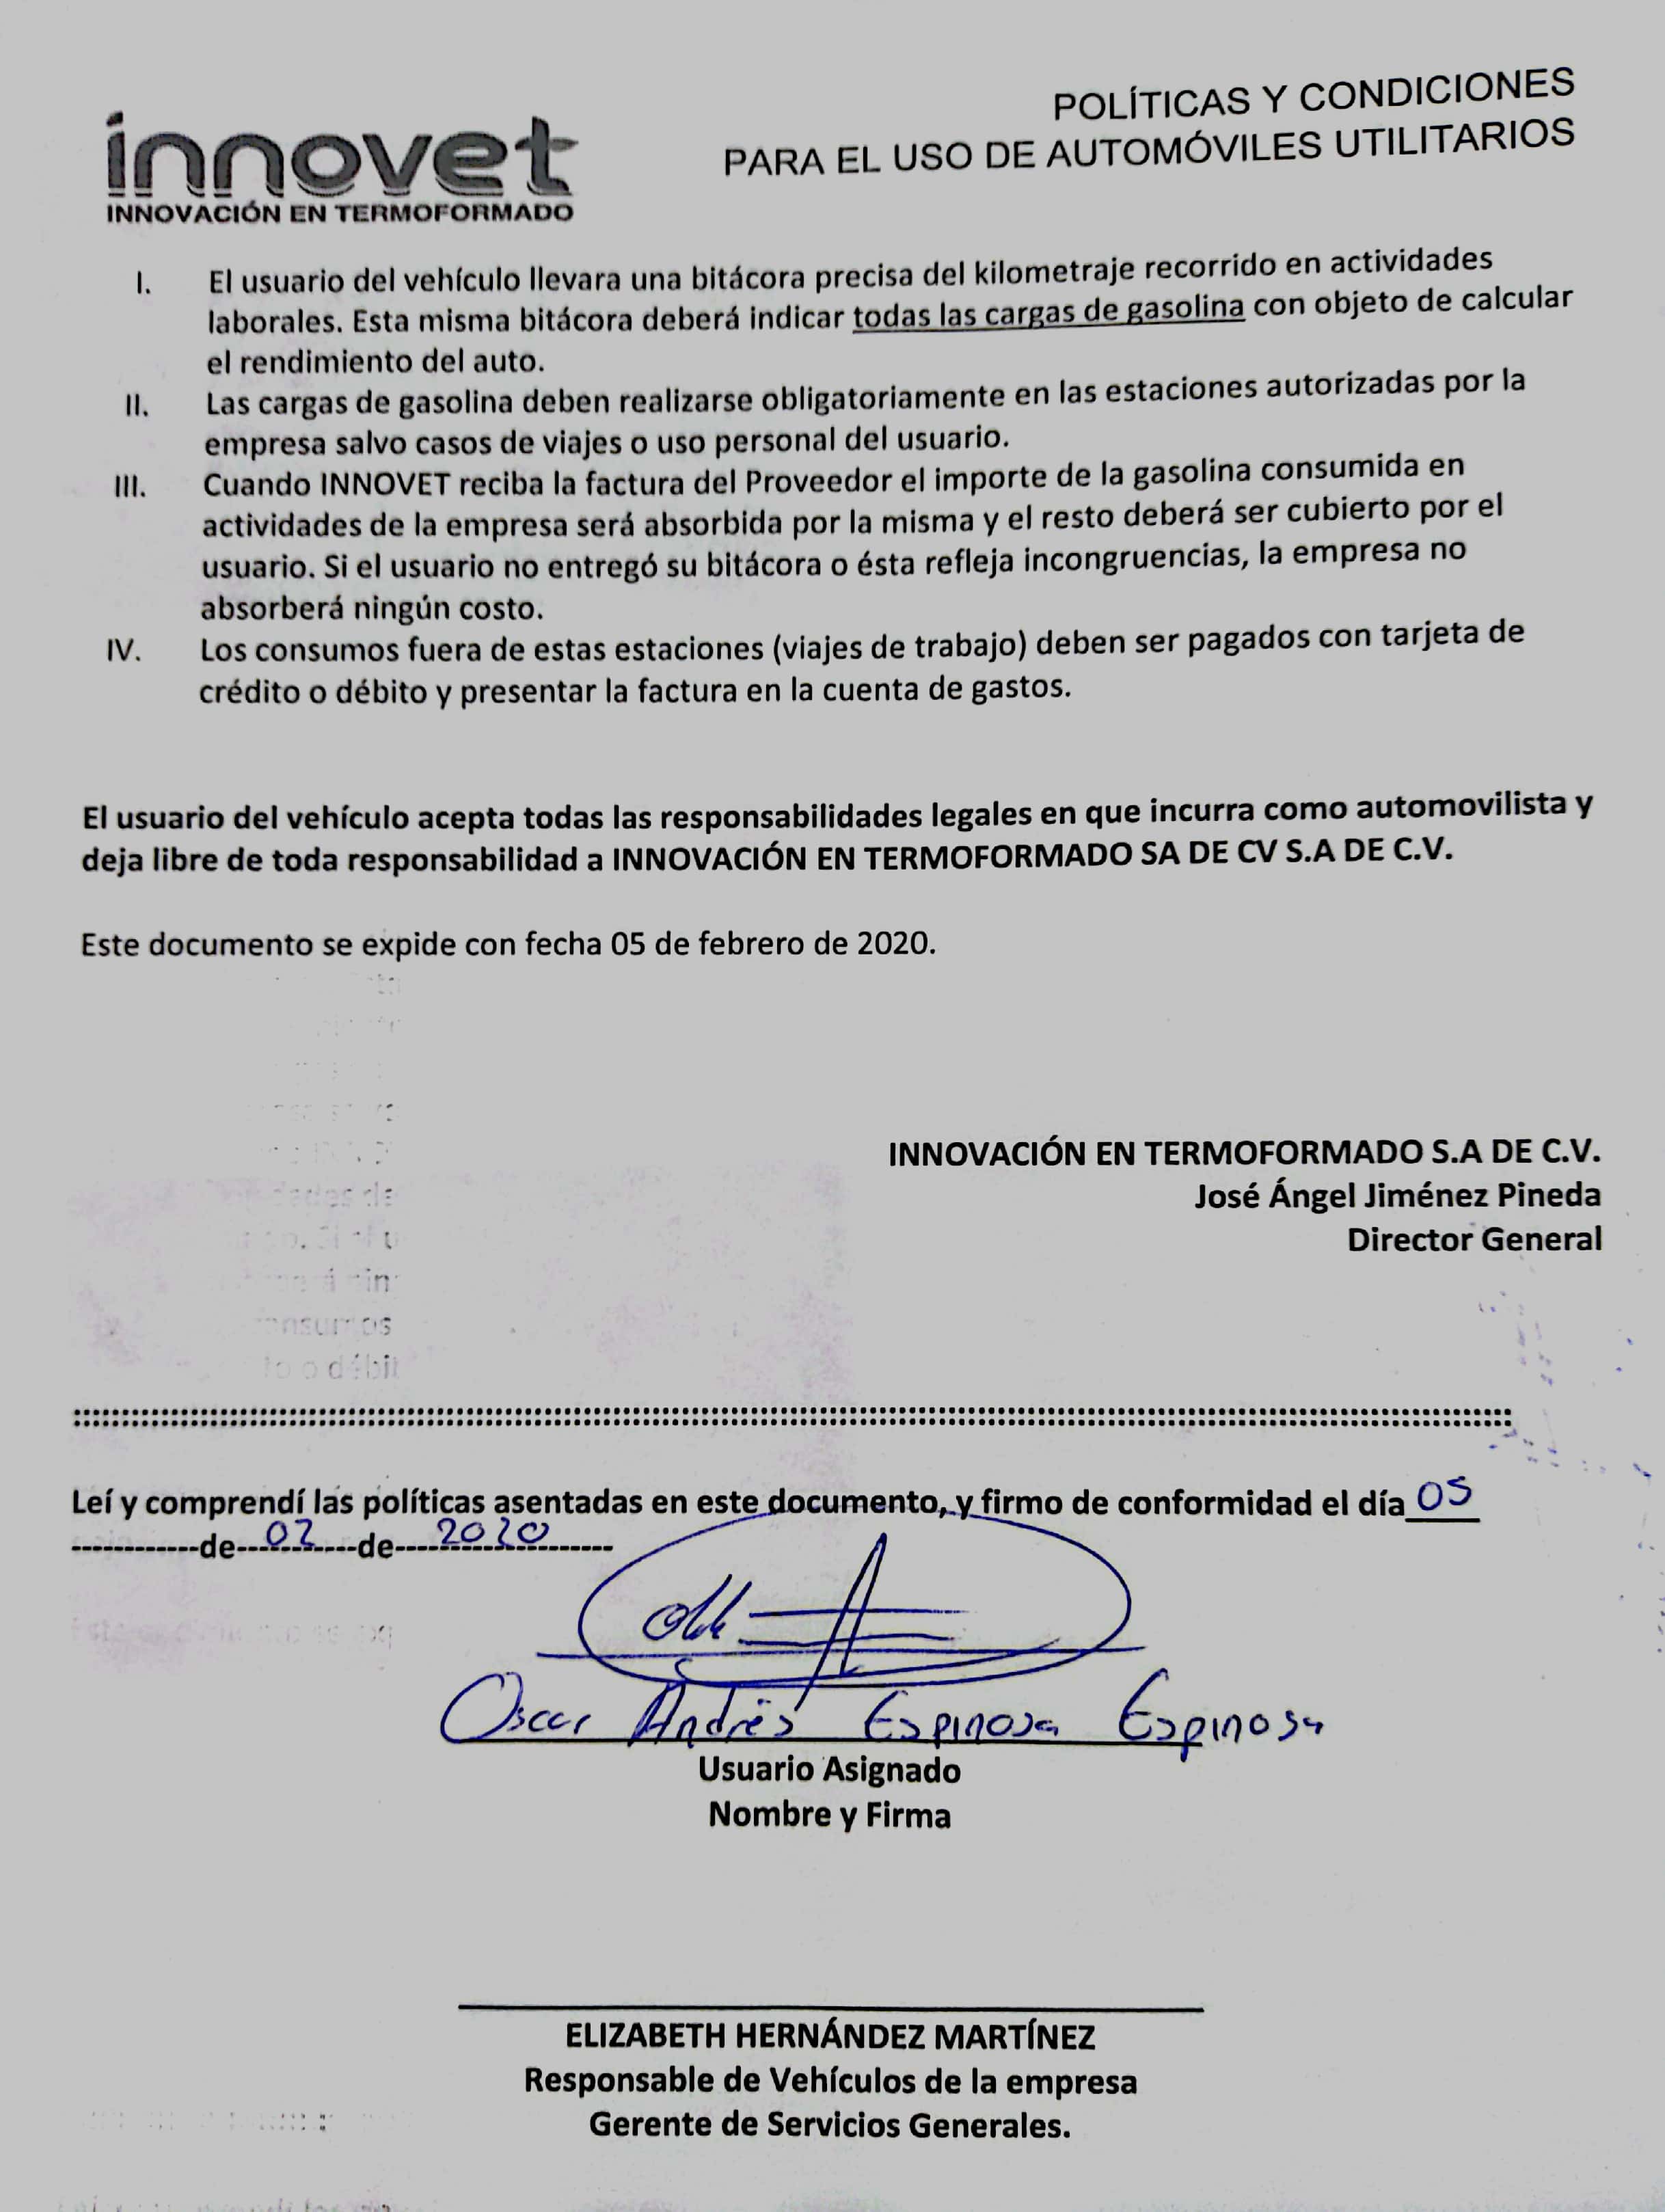 innovet
INNOVACIÓN EN TERMOFORMADO
POLÍTICAS Y CONDICIONES
PARA EL USO DE AUTOMÓVILES UTILITARIOS
I. El usuario del vehículo llevara una bitácora precisa del kilometraje recorrido en actividades
laborales. Esta misma bitácora deberá indicar todas las cargas de gasolina con objeto de calcular
el rendimiento del auto.
II. Las cargas de gasolina deben realizarse obligatoriamente en las estaciones autorizadas por la
empresa salvo casos de viajes o uso personal del usuario.
III. Cuando INNOVET reciba la factura del Proveedor el importe de la gasolina consumida en
actividades de la empresa será absorbida por la misma y el resto deberá ser cubierto por el
usuario. Si el usuario no entregó su bitácora o ésta refleja incongruencias, la empresa no
absorberá ningún costo.
IV. Los consumos fuera de estas estaciones (viajes de trabajo) deben ser pagados con tarjeta de
crédito o débito y presentar la factura en la cuenta de gastos.
El usuario del vehículo acepta todas las responsabilidades legales en que incurra como automovilista y
deja libre de toda responsabilidad a INNOVACIÓN EN TERMOFORMADO SA DE CV S.A DE C.V.
Este documento se expide con fecha 05 de febrero de 2020.
INNOVACIÓN EN TERMOFORMADO S.A DE C.V.
José Ángel Jiménez Pineda
Director General
Leí y comprendí las políticas asentadas en este documento, y firmo de conformidad el día 05
------------de---02----de----2020------
Oscar Andrés Espinosa Espinosa
Usuario Asignado
Nombre y Firma
ELIZABETH HERNÁNDEZ MARTÍNEZ
Responsable de Vehículos de la empresa
Gerente de Servicios Generales.